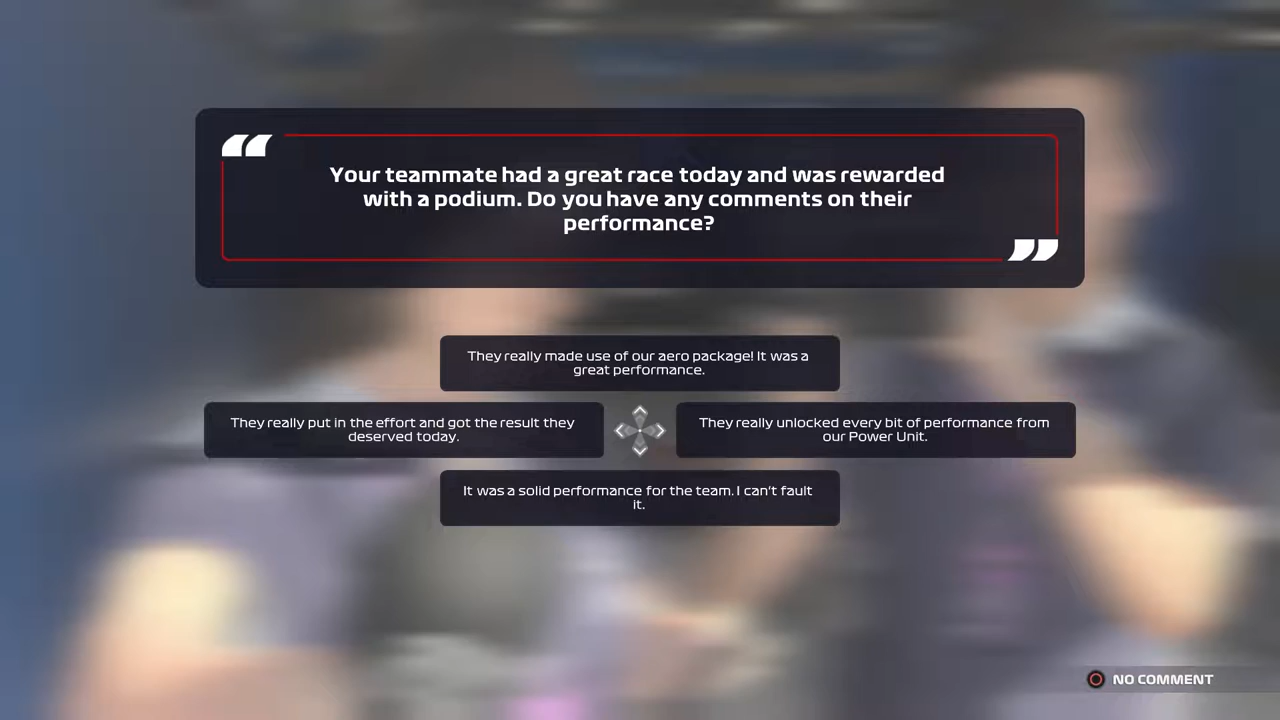 Your teammate had a great race today and was rewarded
with a podium. Do you have any comments on their
performance?
They really made use of our aero package! It was a
great performance.
They really put in the effort and got the result they
deserved today.
They really unlocked every bit of performance from
our Power Unit.
It was a solid performance for the team. I can't fault
it.
NO COMMENT